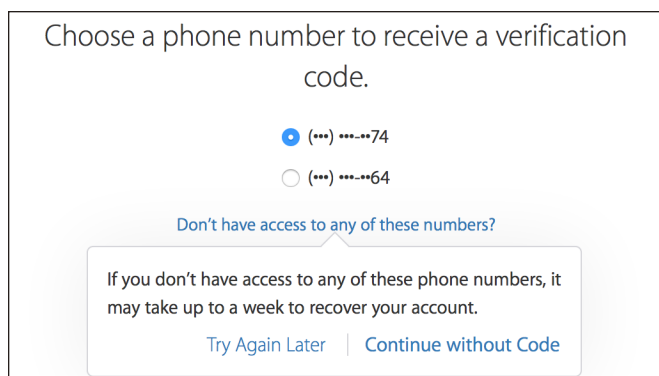 Choose a phone number to receive a verification
code.
(•••) •••-••74
(•••) •••-••64
Don’t have access to any of these numbers?
If you don’t have access to any of these phone numbers, it
may take up to a week to recover your account.
Try Again Later | Continue without Code